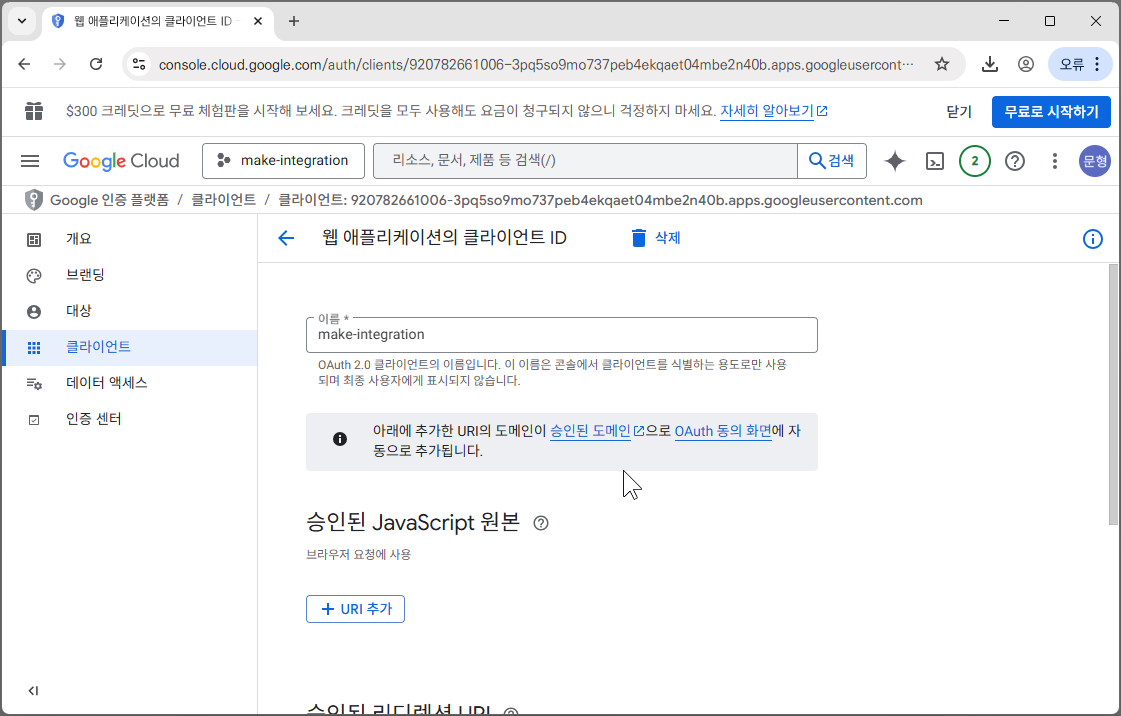 웹 애플리케이션의 클라이언트 ID
console.cloud.google.com/auth/clients/920782661006-3pq5so9mo737peb4ekqaet04mbe2n40b.apps.googleusercont…
오류
$300 크레딧으로 무료 체험판을 시작해 보세요. 크레딧을 모두 사용해도 요금이 청구되지 않으니 걱정하지 마세요. 자세히 알아보기
닫기
무료로 시작하기
Google Cloud
make-integration
리소스, 문서, 제품 등 검색(/)
검색
2
문형
Google 인증 플랫폼 / 클라이언트 / 클라이언트: 920782661006-3pq5so9mo737peb4ekqaet04mbe2n40b.apps.googleusercontent.com
개요
브랜딩
대상
클라이언트
데이터 액세스
인증 센터
웹 애플리케이션의 클라이언트 ID
삭제
이름 *
make-integration
OAuth 2.0 클라이언트의 이름입니다. 이 이름은 콘솔에서 클라이언트를 식별하는 용도로만 사용
되며 최종 사용자에게 표시되지 않습니다.
아래에 추가한 URI의 도메인이 승인된 도메인으로 OAuth 동의 화면에 자
동으로 추가됩니다.
승인된 JavaScript 원본
브라우저 요청에 사용
+ URI 추가
승인된 리디렉션 URI